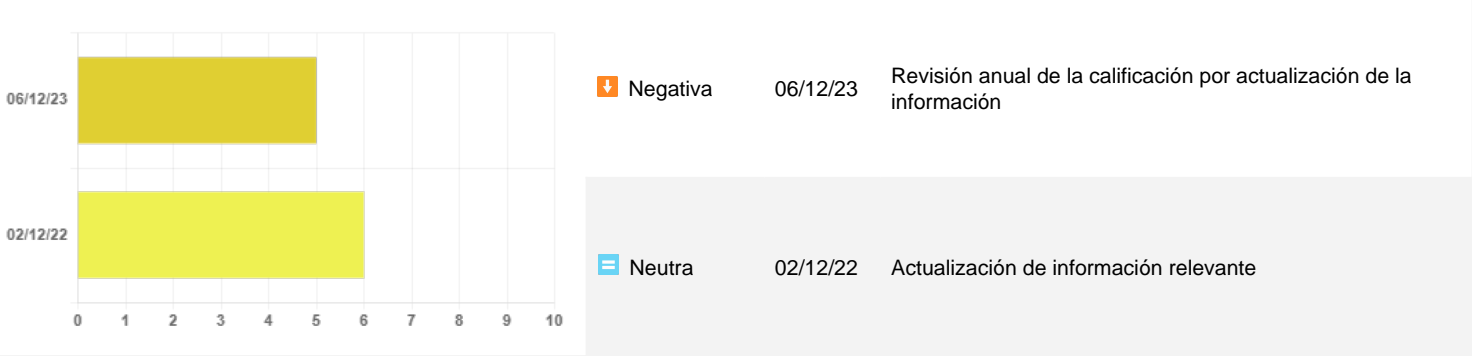 06/12/23
02/12/22
0 1 2 3 4 5 6 7 8 9 10
Negativa 06/12/23 Revisión anual de la calificación por actualización de la
información
Neutra 02/12/22 Actualización de información relevante